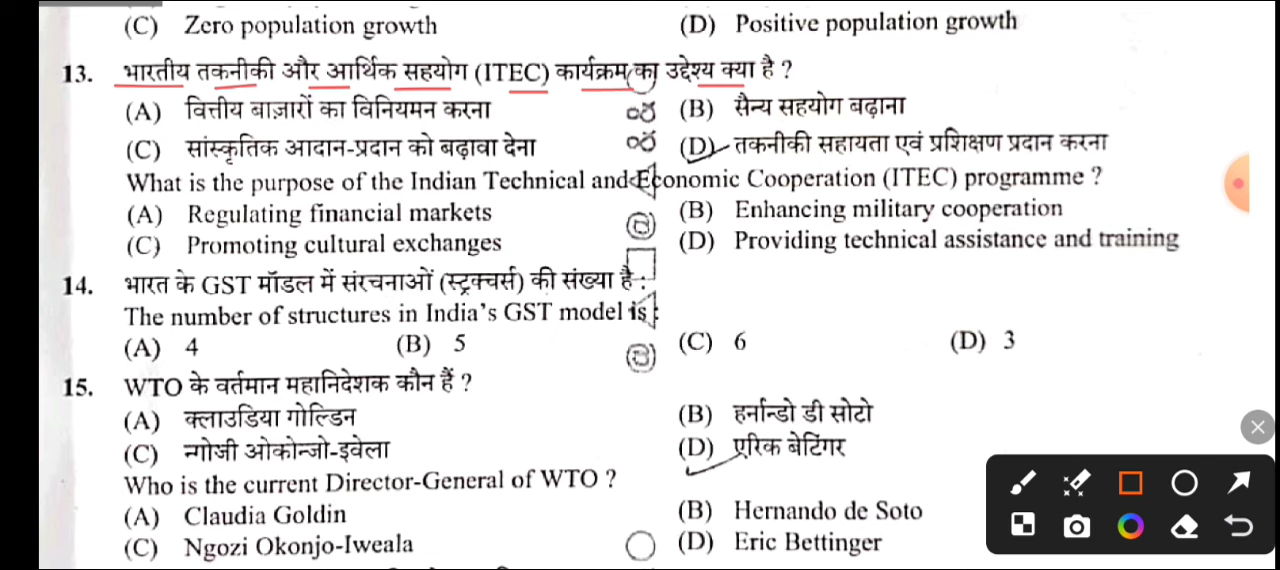 (C) Zero population growth (D) Positive population growth
13. भारतीय तकनीकी और आर्थिक सहयोग (ITEC) कार्यक्रम का उद्देश्य क्या है ?
(A) वित्तीय बाज़ारों का विनियमन करना (B) सैन्य सहयोग बढ़ाना
(C) सांस्कृतिक आदान-प्रदान को बढ़ावा देना (D) तकनीकी सहायता एवं प्रशिक्षण प्रदान करना
What is the purpose of the Indian Technical and Economic Cooperation (ITEC) programme ?
(A) Regulating financial markets (B) Enhancing military cooperation
(C) Promoting cultural exchanges (D) Providing technical assistance and training
14. भारत के GST मॉडल में संरचनाओं (स्ट्रक्चर्स) की संख्या है :
The number of structures in India's GST model is :
(A) 4 (B) 5 (C) 6 (D) 3
15. WTO के वर्तमान महानिदेशक कौन हैं ?
(A) क्लाउडिया गोल्डिन (B) हर्नान्डो डी सोटो
(C) न्गोजी ओकोन्जो-इवेला (D) एरिक बेटिंगर
Who is the current Director-General of WTO ?
(A) Claudia Goldin (B) Hernando de Soto
(C) Ngozi Okonjo-Iweala (D) Eric Bettinger